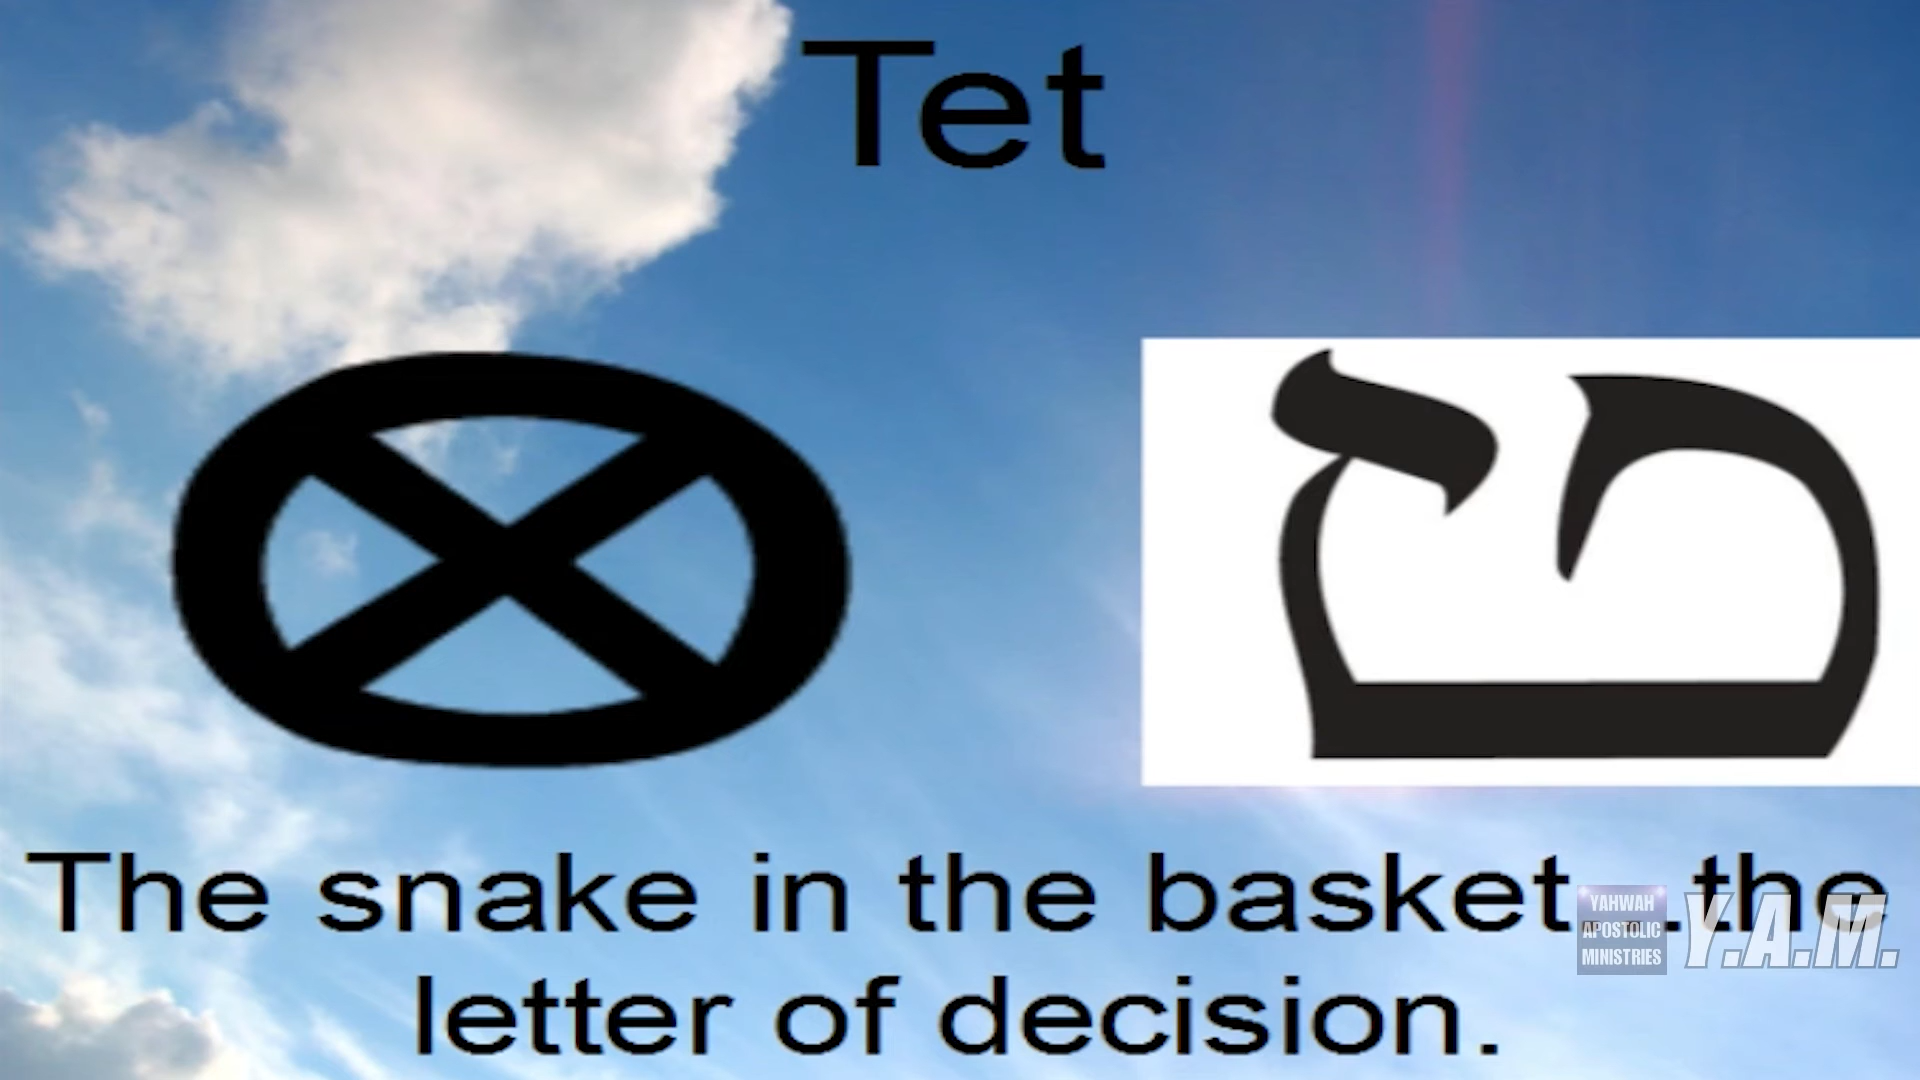 Tet
𐤈 ט
The snake in the basket...the
letter of decision.
YAHWAH
APOSTOLIC
MINISTRIES
Y.A.M.